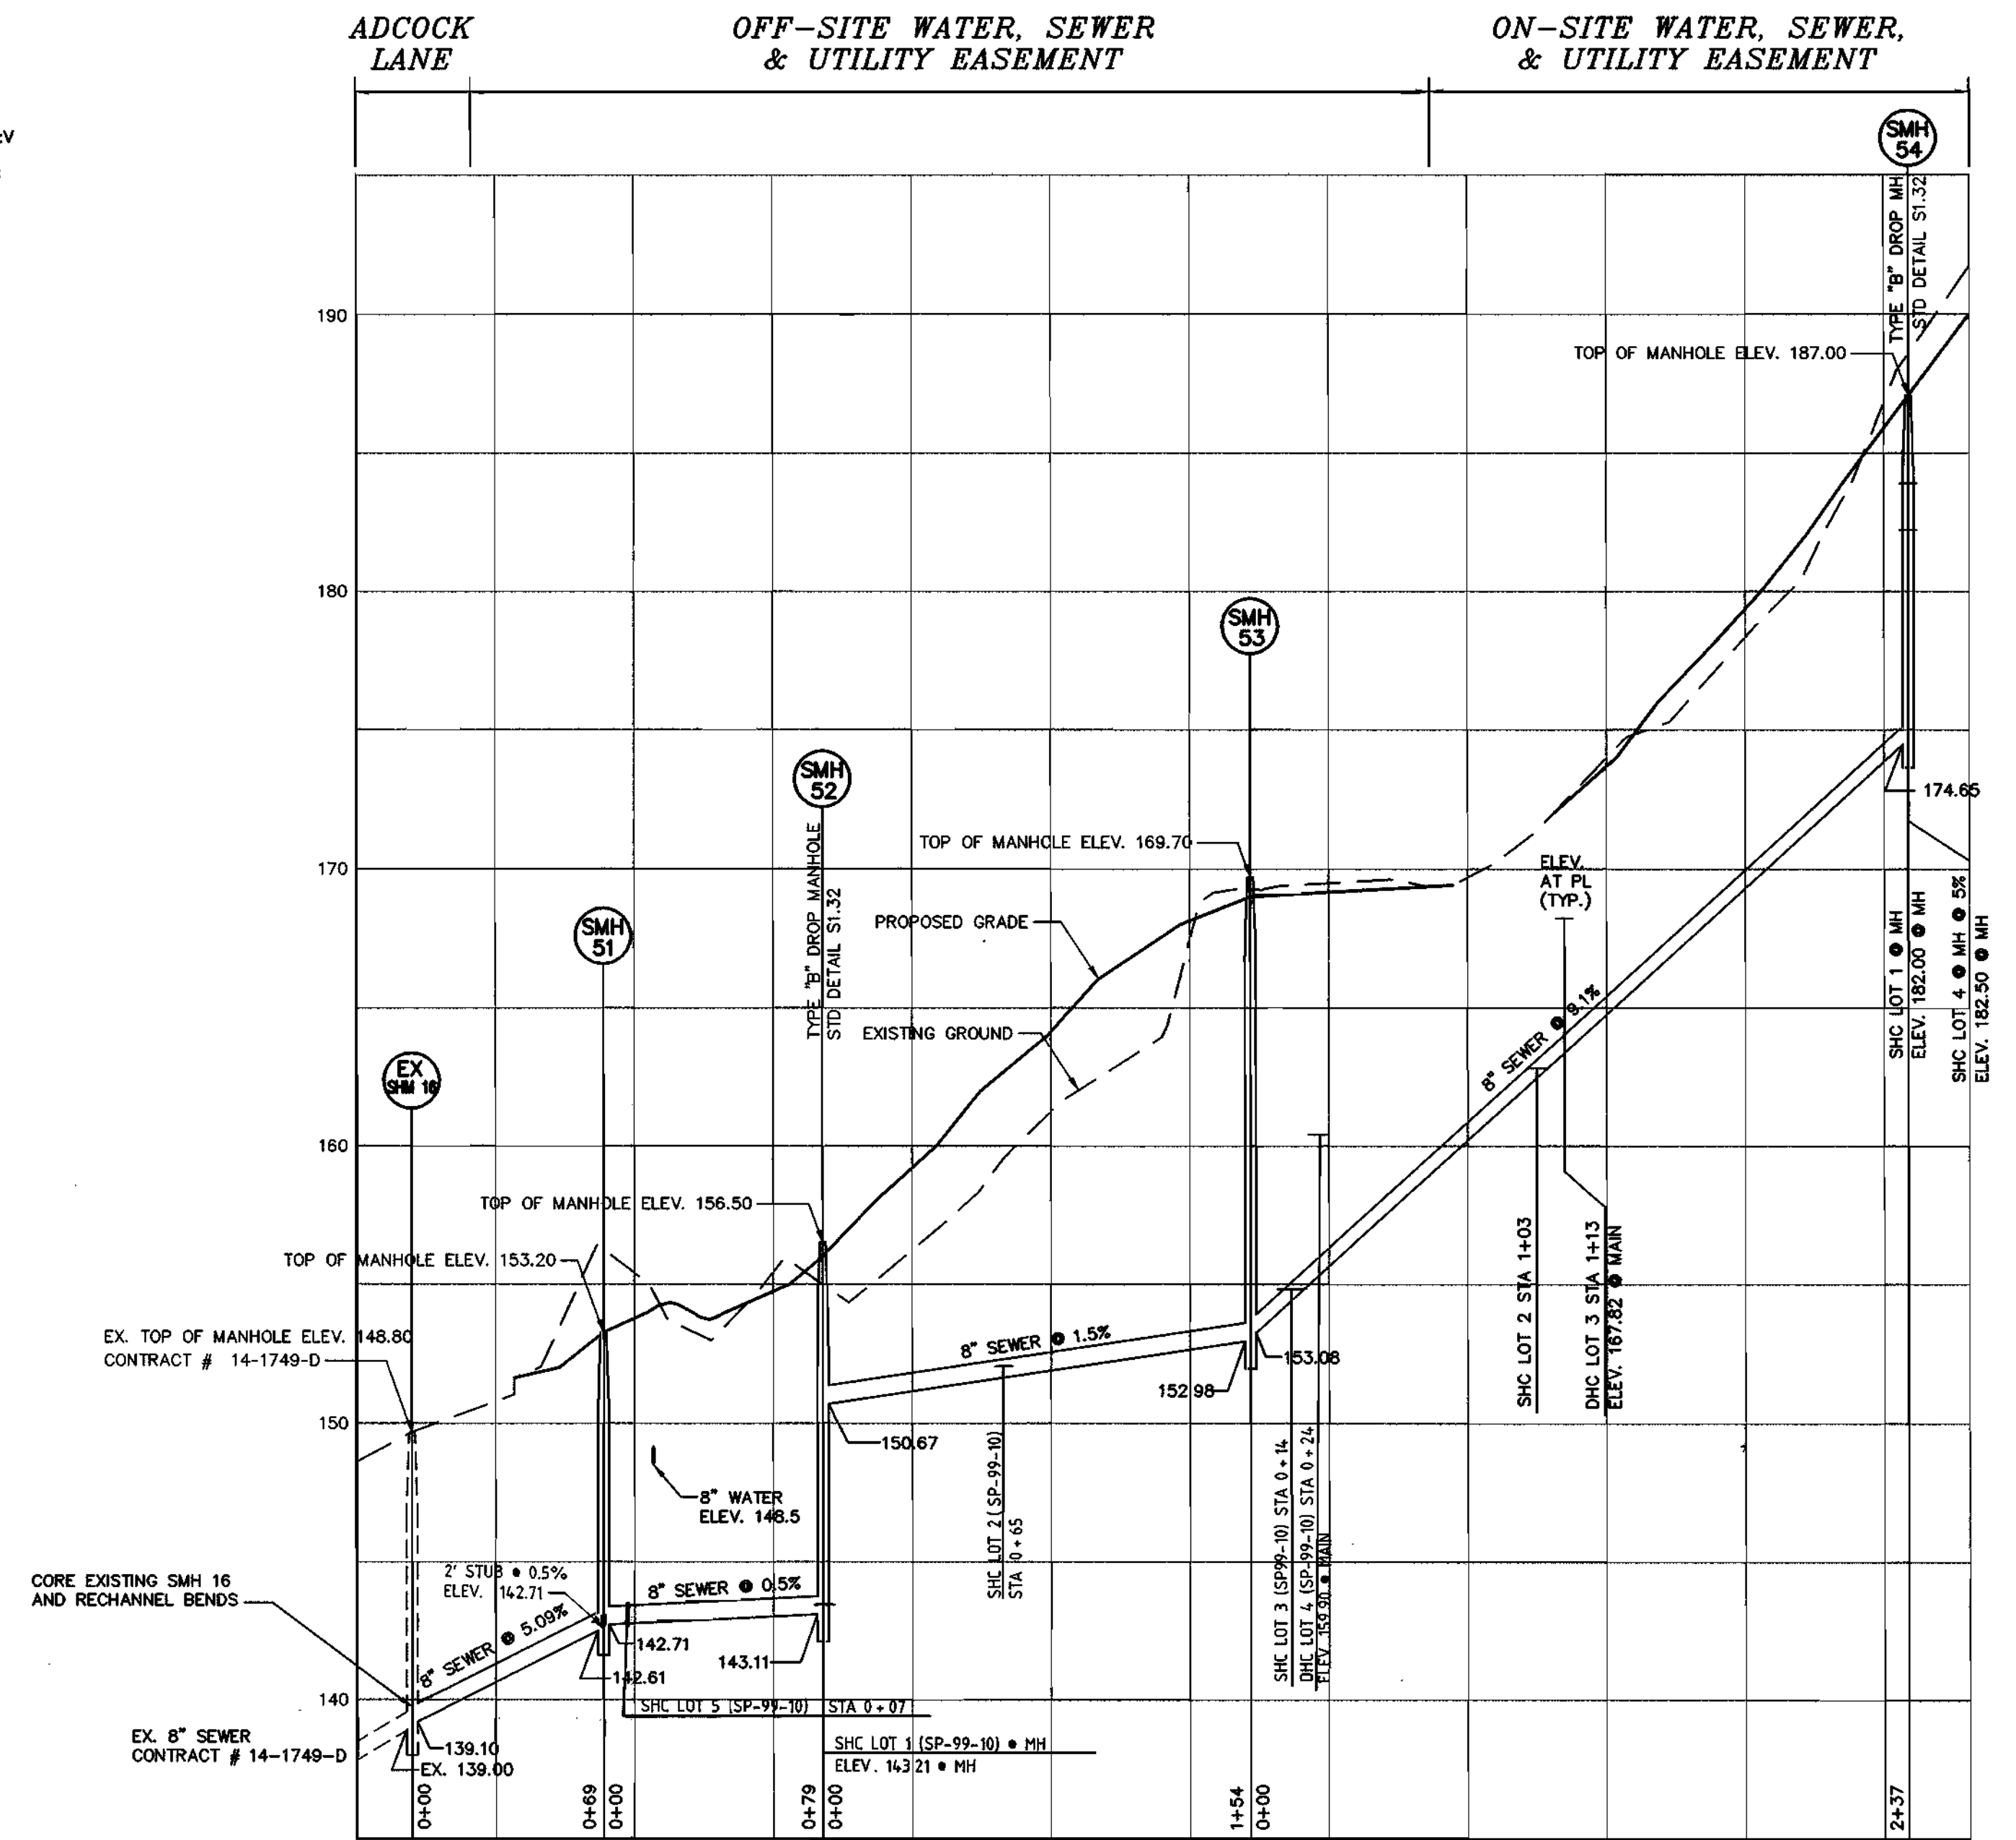 ADCOCK
LANE
OFF-SITE WATER, SEWER
& UTILITY EASEMENT
ON-SITE WATER, SEWER,
& UTILITY EASEMENT
SMH
54
TYPE "B" DROP MH
STD DETAIL S1.32
190
TOP OF MANHOLE ELEV. 187.00
180
SMH
53
SMH
52
174.65
TYPE "B" DROP MANHOLE
STD DETAIL S1.32
TOP OF MANHOLE ELEV. 169.70
170
ELEV.
AT PL
(TYP.)
SMH
51
PROPOSED GRADE
EXISTING GROUND
SHC LOT 1 @ MH
ELEV. 182.00 @ MH
SHC LOT 4 @ MH @ 5%
ELEV. 182.50 @ MH
8" SEWER @ 9.1%
EX
SHM 16
160
TOP OF MANHOLE ELEV. 156.50
TOP OF MANHOLE ELEV. 153.20
SHC LOT 2 STA 1+03
DHC LOT 3 STA 1+13
ELEV. 167.82 @ MAIN
EX. TOP OF MANHOLE ELEV. 148.80
CONTRACT # 14-1749-D
8" SEWER @ 1.5%
153.08
152.98
150
150.67
8" WATER
ELEV. 148.5
SHC LOT 2 (SP-99-10)
STA 0+65
SHC LOT 3 (SP99-10) STA 0+14
DHC LOT 4 (SP-99-10) STA 0+24
ELEV. 159.90 @ MAIN
CORE EXISTING SMH 16
AND RECHANNEL BENDS
2' STUB @ 0.5%
ELEV. 142.71
8" SEWER @ 0.5%
8" SEWER @ 5.09%
142.71
143.11
142.61
140
SHC LOT 5 (SP-99-10) STA 0+07
EX. 8" SEWER
CONTRACT # 14-1749-D
139.10
EX. 139.00
SHC LOT 1 (SP-99-10) @ MH
ELEV. 143.21 @ MH
0+00
0+69
0+00
0+79
0+00
1+54
0+00
2+37